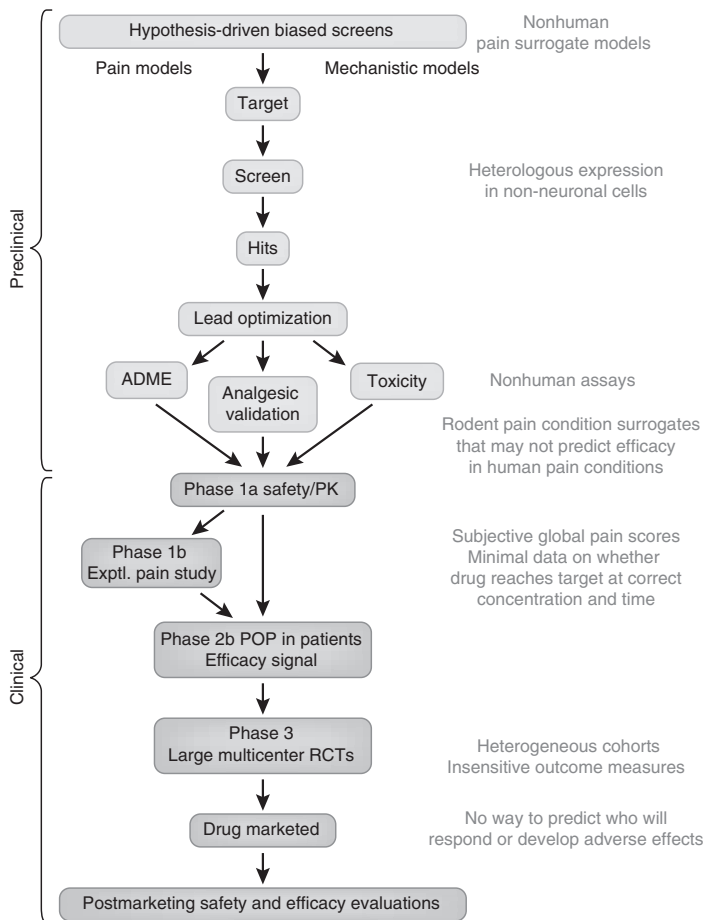 Hypothesis-driven biased screens
Nonhuman
pain surrogate models
Pain models
Mechanistic models
Target
Screen
Heterologous expression
in non-neuronal cells
Hits
Preclinical
Lead optimization
ADME
Analgesic
validation
Toxicity
Nonhuman assays
Rodent pain condition surrogates
that may not predict efficacy
in human pain conditions
Phase 1a safety/PK
Phase 1b
Exptl. pain study
Subjective global pain scores
Minimal data on whether
drug reaches target at correct
concentration and time
Phase 2b POP in patients
Efficacy signal
Clinical
Phase 3
Large multicenter RCTs
Heterogeneous cohorts
Insensitive outcome measures
Drug marketed
No way to predict who will
respond or develop adverse effects
Postmarketing safety and efficacy evaluations